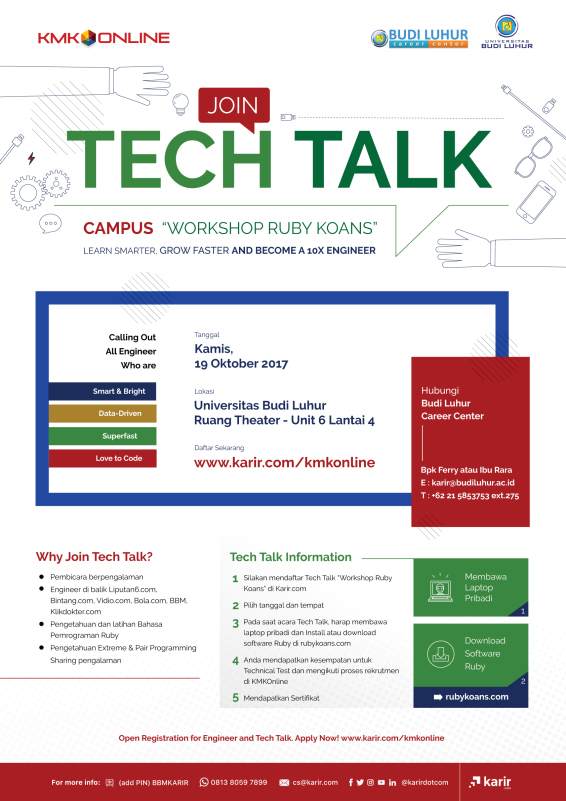 KMK ONLINE
BUDI LUHUR
career center
UNIVERSITAS
BUDI LUHUR
JOIN
TECH TALK
CAMPUS "WORKSHOP RUBY KOANS"
LEARN SMARTER, GROW FASTER AND BECOME A 10X ENGINEER
Calling Out
All Engineer
Who are
Smart & Bright
Data-Driven
Superfast
Love to Code
Tanggal
Kamis,
19 Oktober 2017
Lokasi
Universitas Budi Luhur
Ruang Theater - Unit 6 Lantai 4
Daftar Sekarang
www.karir.com/kmkonline
Hubungi
Budi Luhur
Career Center
Bpk Ferry atau Ibu Rara
E : karir@budiluhur.ac.id
T : +62 21 5853753 ext.275
Why Join Tech Talk?
● Pembicara berpengalaman
● Engineer di balik Liputan6.com,
Bintang.com, Vidio.com, Bola.com, BBM,
Klikdokter.com
● Pengetahuan dan latihan Bahasa
Pemrograman Ruby
● Pengetahuan Extreme & Pair Programming
Sharing pengalaman
Tech Talk Information
1 Silakan mendaftar Tech Talk "Workshop Ruby
Koans" di Karir.com
2 Pilih tanggal dan tempat
3 Pada saat acara Tech Talk, harap membawa
laptop pribadi dan Install atau download
software Ruby di rubykoans.com
4 Anda mendapatkan kesempatan untuk
Technical Test dan mengikuti proses rekrutmen
di KMKOnline
5 Mendapatkan Sertifikat
Membawa
Laptop
Pribadi
1
Download
Software
Ruby
2
rubykoans.com
Open Registration for Engineer and Tech Talk. Apply Now! www.karir.com/kmkonline
For more info: (add PIN) BBMKARIR 0813 8059 7899 cs@karir.com @karirdotcom
karir
.com